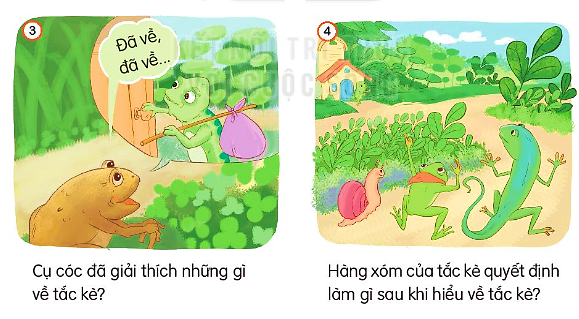 3
Đã về,
đã về...
Cụ cóc đã giải thích những gì
về tắc kè?
4
Hàng xóm của tắc kè quyết định
làm gì sau khi hiểu về tắc kè?